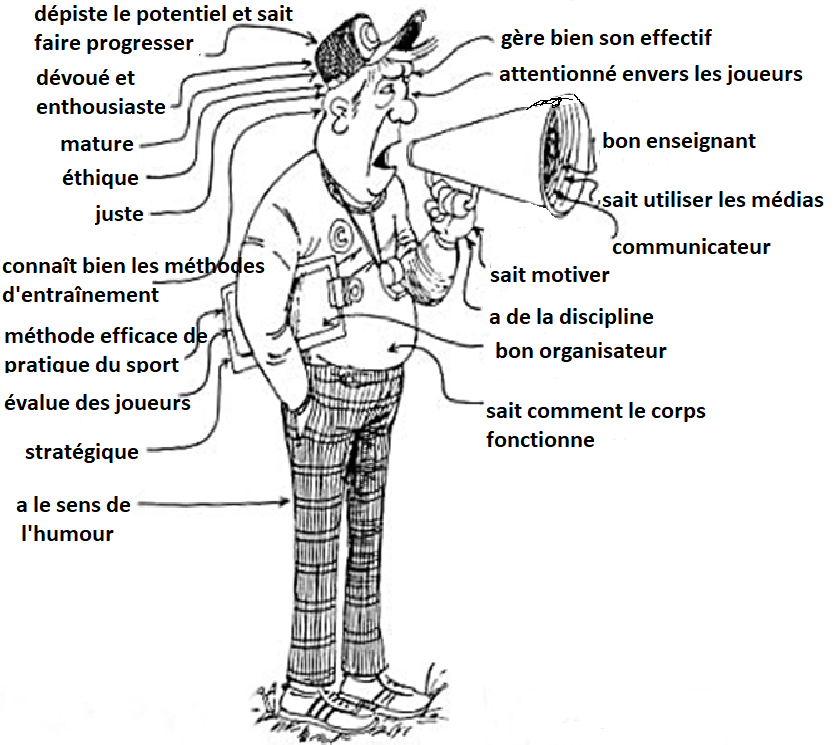 dépiste le potentiel et sait
faire progresser
dévoué et
enthousiaste
mature
éthique
juste
connaît bien les méthodes
d'entraînement
méthode efficace de
pratique du sport
évalue des joueurs
stratégique
a le sens de
l'humour
gère bien son effectif
attentionné envers les joueurs
bon enseignant
sait utiliser les médias
communicateur
sait motiver
a de la discipline
bon organisateur
sait comment le corps
fonctionne
C
C